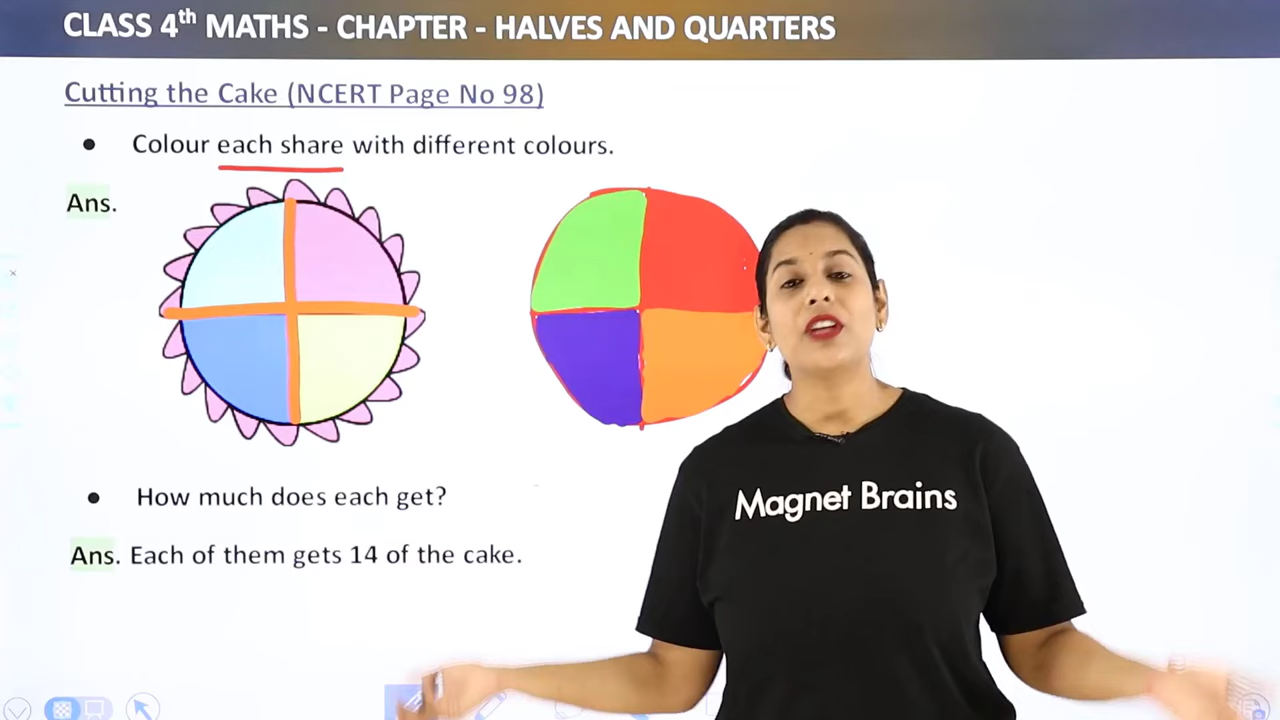 CLASS 4th MATHS - CHAPTER - HALVES AND QUARTERS
Cutting the Cake (NCERT Page No 98)
● Colour each share with different colours.
Ans.
● How much does each get?
Ans. Each of them gets 14 of the cake.
Magnet Brains